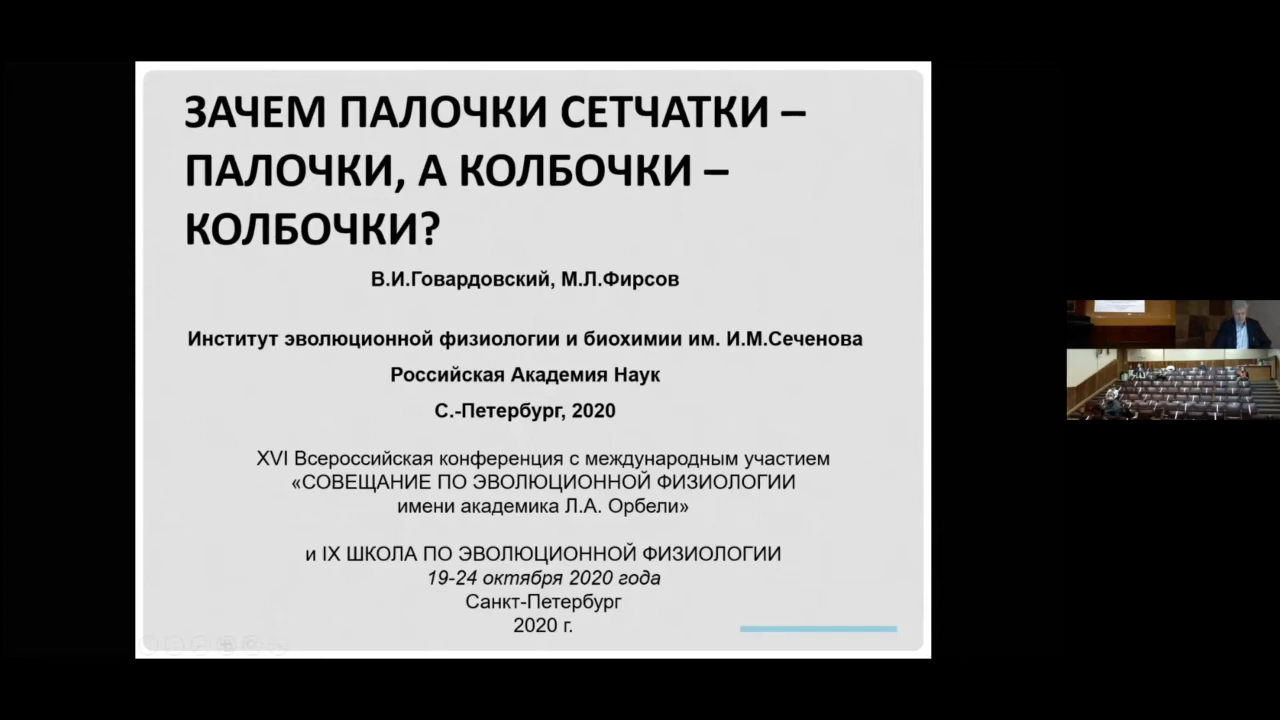 ЗАЧЕМ ПАЛОЧКИ СЕТЧАТКИ –
ПАЛОЧКИ, А КОЛБОЧКИ –
КОЛБОЧКИ?
В.И.Говардовский, М.Л.Фирсов
Институт эволюционной физиологии и биохимии им. И.М.Сеченова
Российская Академия Наук
С.-Петербург, 2020
XVI Всероссийская конференция с международным участием
«СОВЕЩАНИЕ ПО ЭВОЛЮЦИОННОЙ ФИЗИОЛОГИИ
имени академика Л.А. Орбели»
и IX ШКОЛА ПО ЭВОЛЮЦИОННОЙ ФИЗИОЛОГИИ
19-24 октября 2020 года
Санкт-Петербург
2020 г.